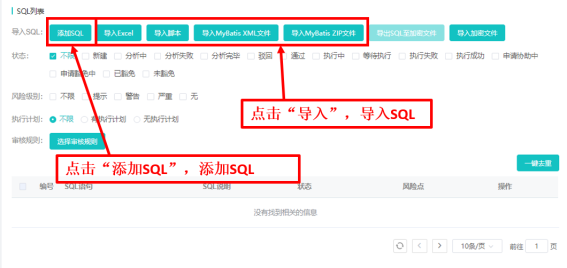 SQL列表
导入SQL: 添加SQL 导入Excel 导入脚本 导入MyBatis XML文件 导入MyBatis ZIP文件 导出SQL至加密文件 导入加密文件
状态: 不限 新建 分析中 分析失败 分析完毕 驳回 通过 执行中 等待执行 执行失败 执行成功 申请协助中
申请豁免中 已豁免 未豁免
风险级别: 不限 提示 警告 严重 无
点击“导入”，导入SQL
执行计划: 不限 有执行计划 无执行计划
审核规则: 选择审核规则
点击“添加SQL”，添加SQL
一键去重
编号 SQL语句 SQL说明 状态 风险点 操作
没有找到相关的信息
10条/页 前往 1 页